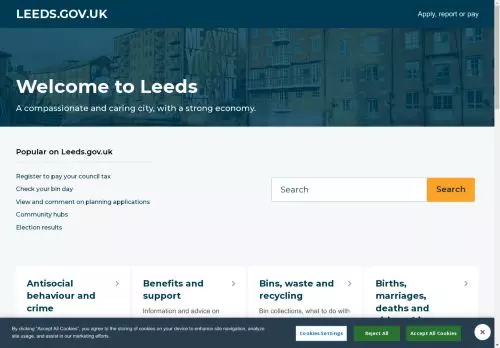 LEEDS.GOV.UK
Apply, report or pay
Welcome to Leeds
A compassionate and caring city, with a strong economy.
Popular on Leeds.gov.uk
Register to pay your council tax
Check your bin day
View and comment on planning applications
Community hubs
Election results
Search
Search
Antisocial
behaviour and
crime
Benefits and
support
Information and advice on
Bins, waste and
recycling
Bin collections, what to do with
Births,
marriages,
deaths and
By clicking "Accept All Cookies", you agree to the storing of cookies on your device to enhance site navigation, analyze
site usage, and assist in our marketing efforts.
Cookies Settings
Reject All
Accept All Cookies